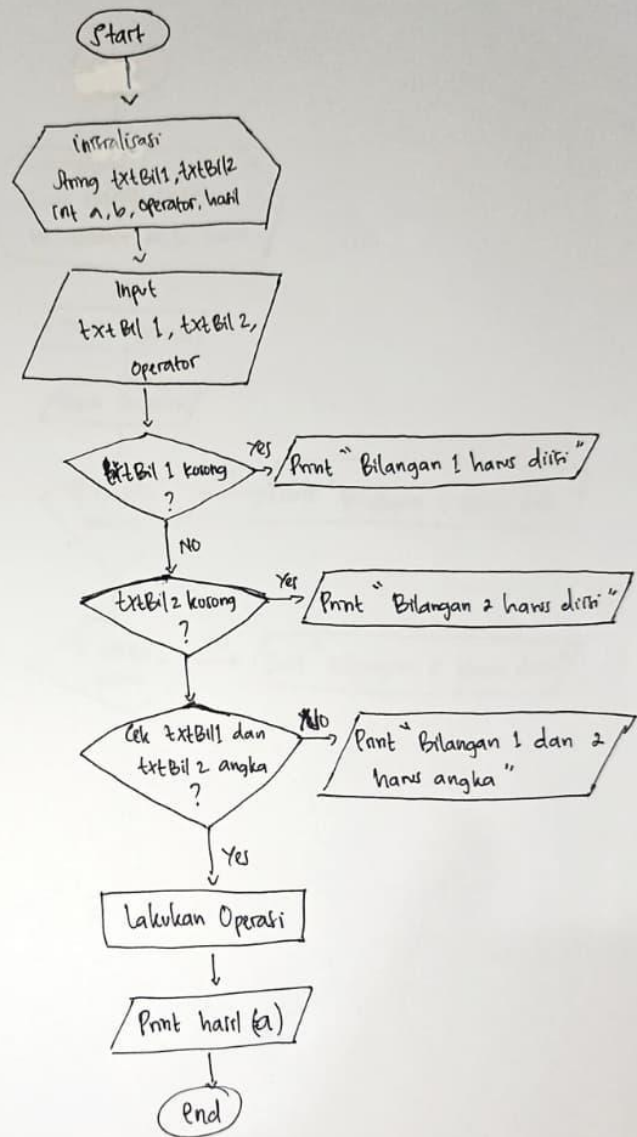 Start
inisialisasi
String txtBil1, txtBil2
int a, b, operator, hasil
Input
txtBil 1, txtBil 2,
operator
txtBil 1 kosong
?
Yes
Print " Bilangan 1 harus diisi "
NO
txtBil 2 kosong
?
Yes
Print " Bilangan 2 harus diisi "
Cek txtBil1 dan
txtBil 2 angka
?
No
Print " Bilangan 1 dan 2
harus angka "
Yes
Lakukan Operasi
Print hasil (a)
end